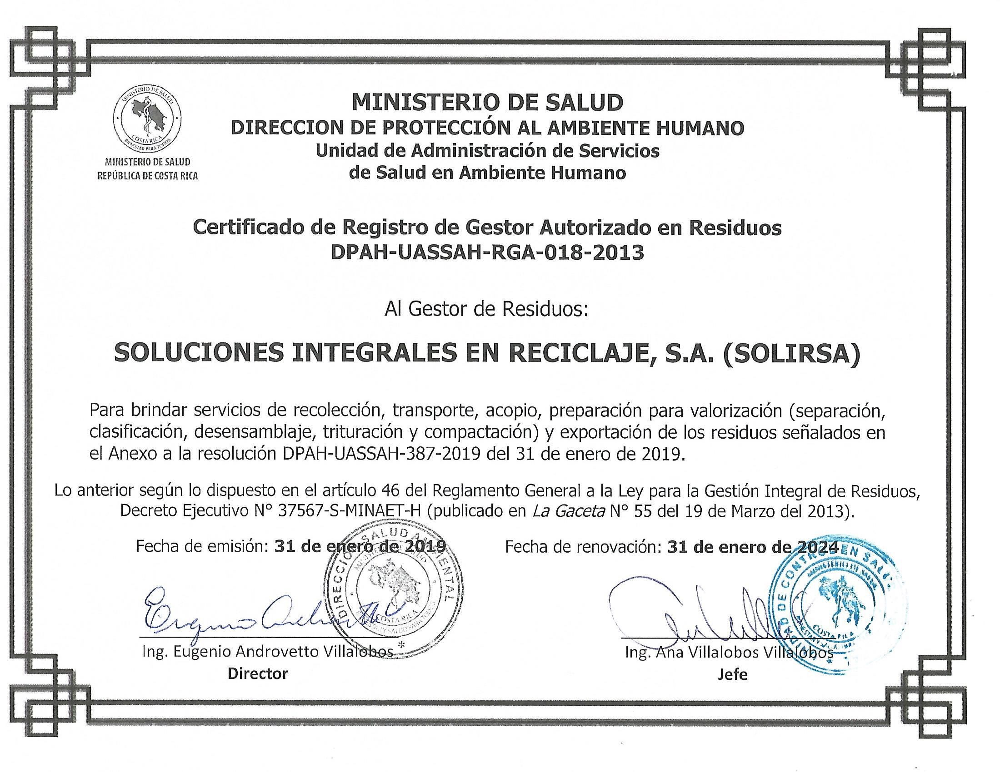 MINISTERIO DE SALUD
COSTA RICA
BIENESTAR PARA TODOS
MINISTERIO DE SALUD
REPÚBLICA DE COSTA RICA
MINISTERIO DE SALUD
DIRECCION DE PROTECCIÓN AL AMBIENTE HUMANO
Unidad de Administración de Servicios
de Salud en Ambiente Humano
Certificado de Registro de Gestor Autorizado en Residuos
DPAH-UASSAH-RGA-018-2013
Al Gestor de Residuos:
SOLUCIONES INTEGRALES EN RECICLAJE, S.A. (SOLIRSA)
Para brindar servicios de recolección, transporte, acopio, preparación para valorización (separación,
clasificación, desensamblaje, trituración y compactación) y exportación de los residuos señalados en
el Anexo a la resolución DPAH-UASSAH-387-2019 del 31 de enero de 2019.
Lo anterior según lo dispuesto en el artículo 46 del Reglamento General a la Ley para la Gestión Integral de Residuos,
Decreto Ejecutivo N° 37567-S-MINAET-H (publicado en La Gaceta N° 55 del 19 de Marzo del 2013).
Fecha de emisión: 31 de enero de 2019
Fecha de renovación: 31 de enero de 2024
DIRECCIÓN SALUD AMBIENTAL
MINISTERIO DE SALUD
COSTA RICA
BIENESTAR Y SALUD PARA TODOS
UNIDAD DE CONTROL EN SALUD
MINISTERIO DE SALUD
COSTA RICA
Ing. Eugenio Androvetto Villalobos
Director
Ing. Ana Villalobos Villalobos
Jefe